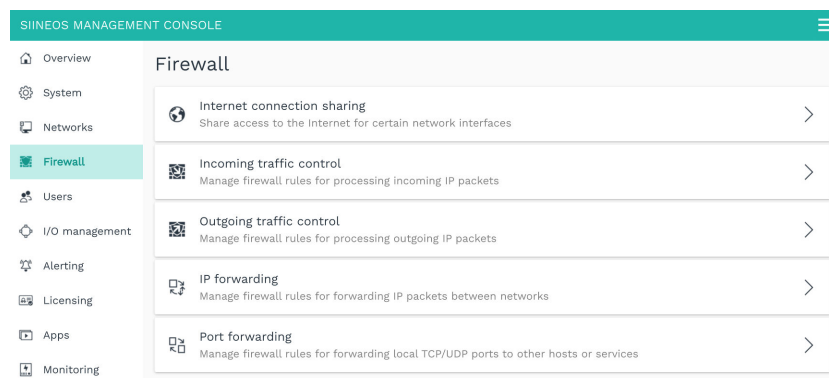 SIINEOS MANAGEMENT CONSOLE
Overview
System
Networks
Firewall
Users
I/O management
Alerting
Licensing
Apps
Monitoring
Firewall
Internet connection sharing
Share access to the Internet for certain network interfaces
Incoming traffic control
Manage firewall rules for processing incoming IP packets
Outgoing traffic control
Manage firewall rules for processing outgoing IP packets
IP forwarding
Manage firewall rules for forwarding IP packets between networks
Port forwarding
Manage firewall rules for forwarding local TCP/UDP ports to other hosts or services